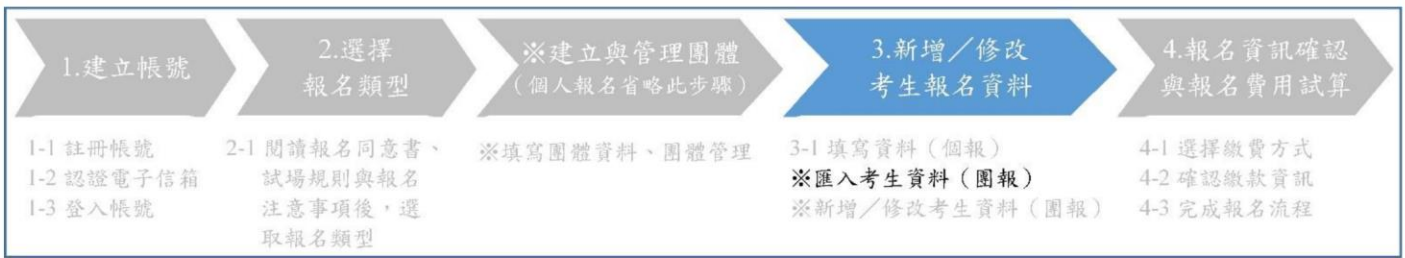 1.建立帳號
2.選擇
報名類型
※建立與管理團體
（個人報名省略此步驟）
3.新增／修改
考生報名資料
4.報名資訊確認
與報名費用試算
1-1 註冊帳號
1-2 認證電子信箱
1-3 登入帳號
2-1 閱讀報名同意書、
試場規則與報名
注意事項後，選
取報名類型
※填寫團體資料、團體管理
3-1 填寫資料（個報）
※匯入考生資料（團報）
※新增／修改考生資料（團報）
4-1 選擇繳費方式
4-2 確認繳款資訊
4-3 完成報名流程